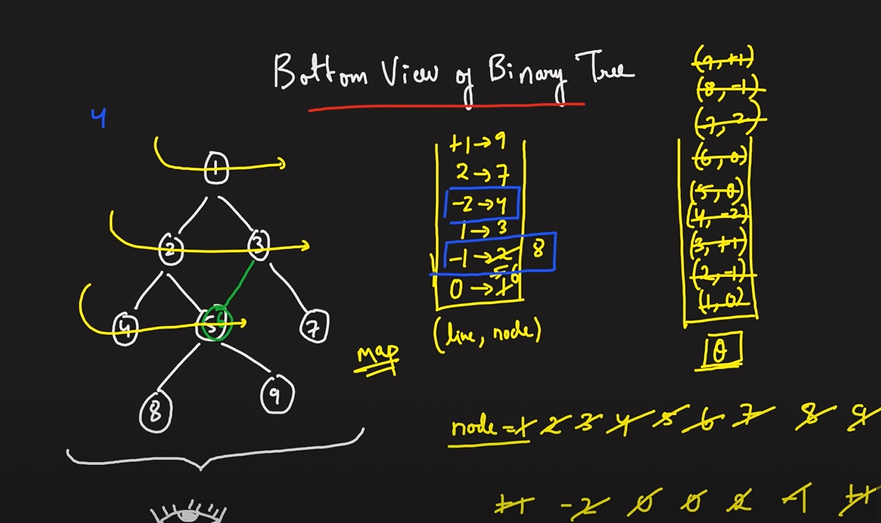 Bottom View of Binary Tree
4
1
2 3
4 5 7
8 9
+1 → 9
2 → 7
-2 → 4
1 → 3
-1 → 2 8
0 → 1 5 6
(line, node)
map
(9, +1)
(8, -1)
(7, 2)
(6, 0)
(5, 0)
(4, -2)
(3, +1)
(2, -1)
(1, 0)
Q
node = 1 2 3 4 5 6 7 8 9
+1 -2 0 0 2 -1 +1